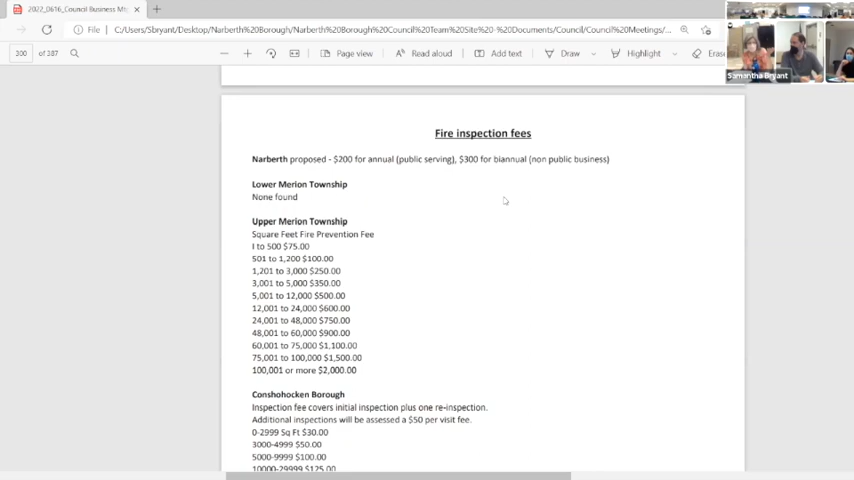 2022_0616_Council Business M
File
C:/Users/Sbryant/Desktop/Narberth%20Borough/Narberth%20Borough%20Council%20Team%20Site%20-%20Documents/Council/Council%20Meetings/...
300 of 387
Page view
Read aloud
Add text
Draw
Highlight
Eras
Samantha Bryant
Fire inspection fees
Narberth proposed - $200 for annual (public serving), $300 for biannual (non public business)
Lower Merion Township
None found
Upper Merion Township
Square Feet Fire Prevention Fee
I to 500 $75.00
501 to 1,200 $100.00
1,201 to 3,000 $250.00
3,001 to 5,000 $350.00
5,001 to 12,000 $500.00
12,001 to 24,000 $600.00
24,001 to 48,000 $750.00
48,001 to 60,000 $900.00
60,001 to 75,000 $1,100.00
75,001 to 100,000 $1,500.00
100,001 or more $2,000.00
Conshohocken Borough
Inspection fee covers initial inspection plus one re-inspection.
Additional inspections will be assessed a $50 per visit fee.
0-2999 Sq Ft $30.00
3000-4999 $50.00
5000-9999 $100.00
10000-29999 $125.00